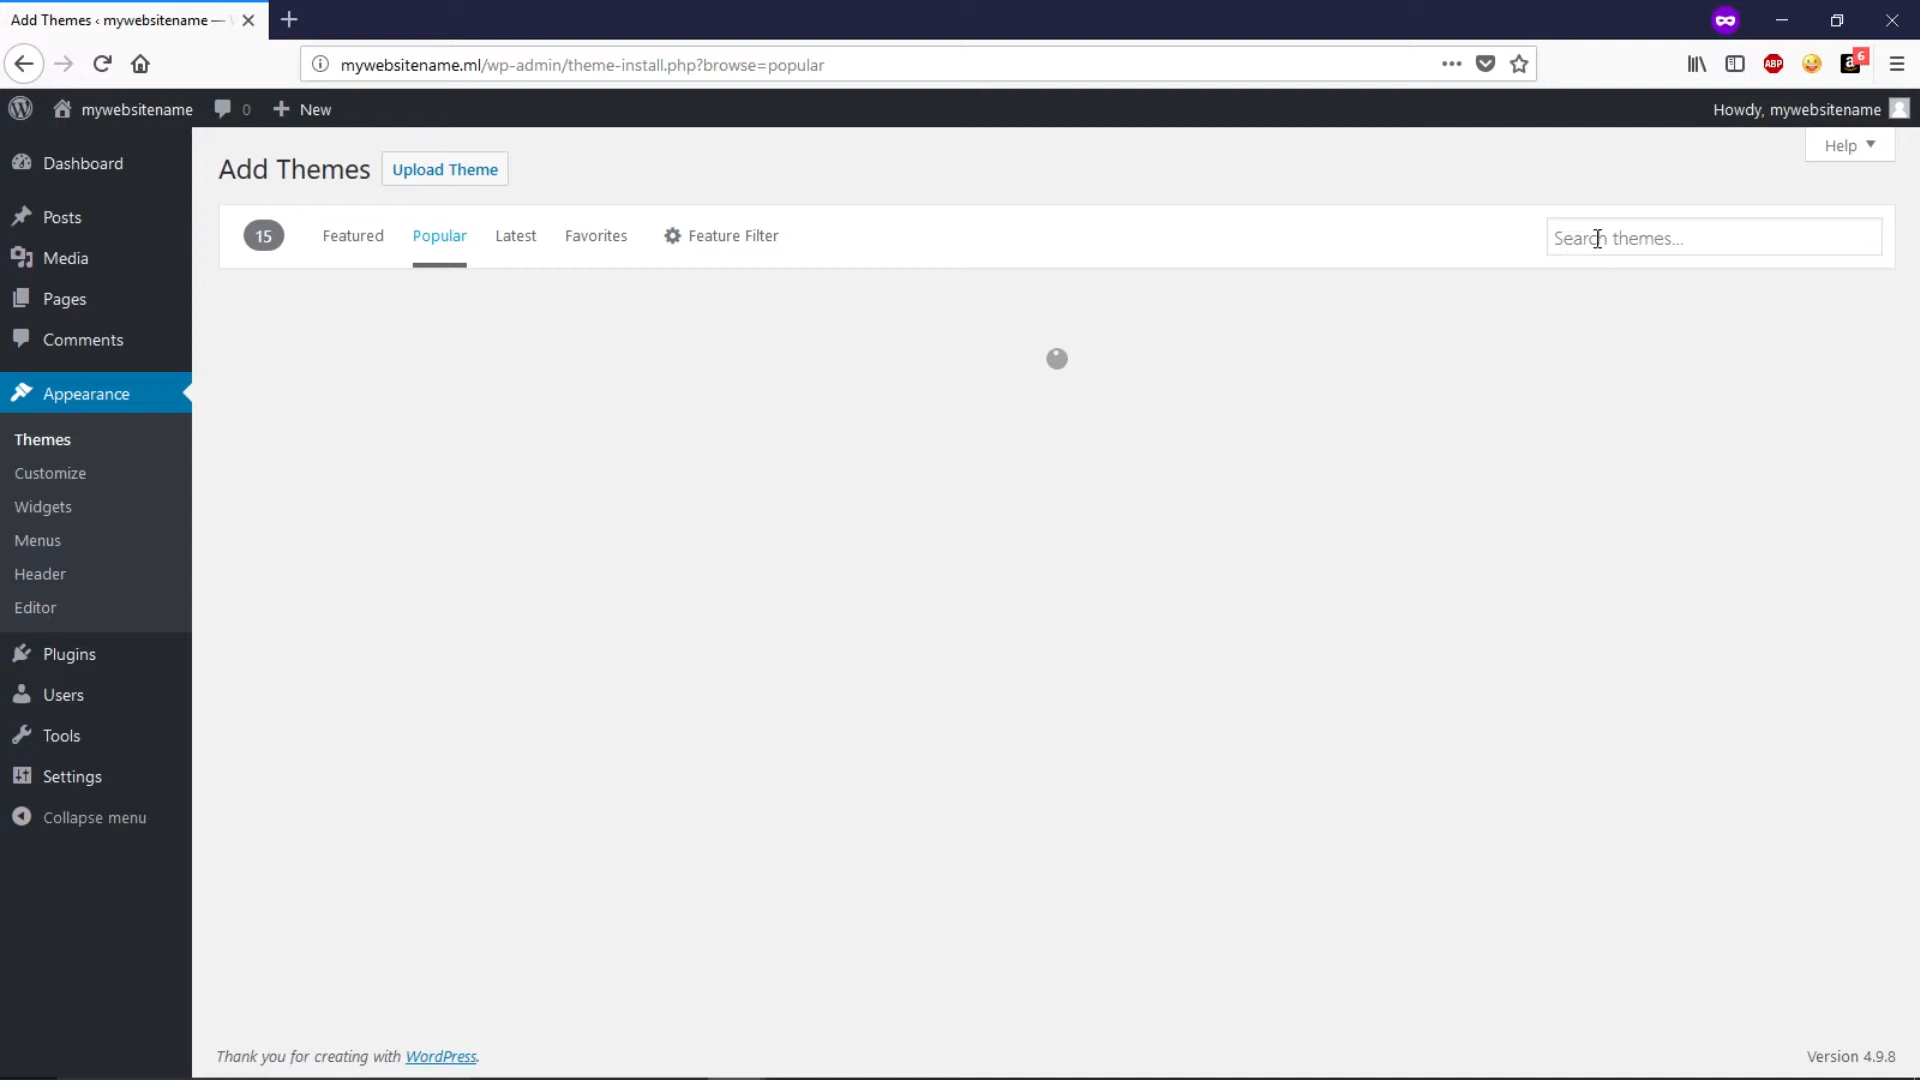 Add Themes ‹ mywebsitename —
mywebsitename.ml/wp-admin/theme-install.php?browse=popular
ABP
a
6
mywebsitename
0
New
Howdy, mywebsitename
Dashboard
Posts
Media
Pages
Comments
Appearance
Themes
Customize
Widgets
Menus
Header
Editor
Plugins
Users
Tools
Settings
Collapse menu
Add Themes
Upload Theme
Help
15
Featured
Popular
Latest
Favorites
Feature Filter
Search themes...
Thank you for creating with WordPress.
Version 4.9.8